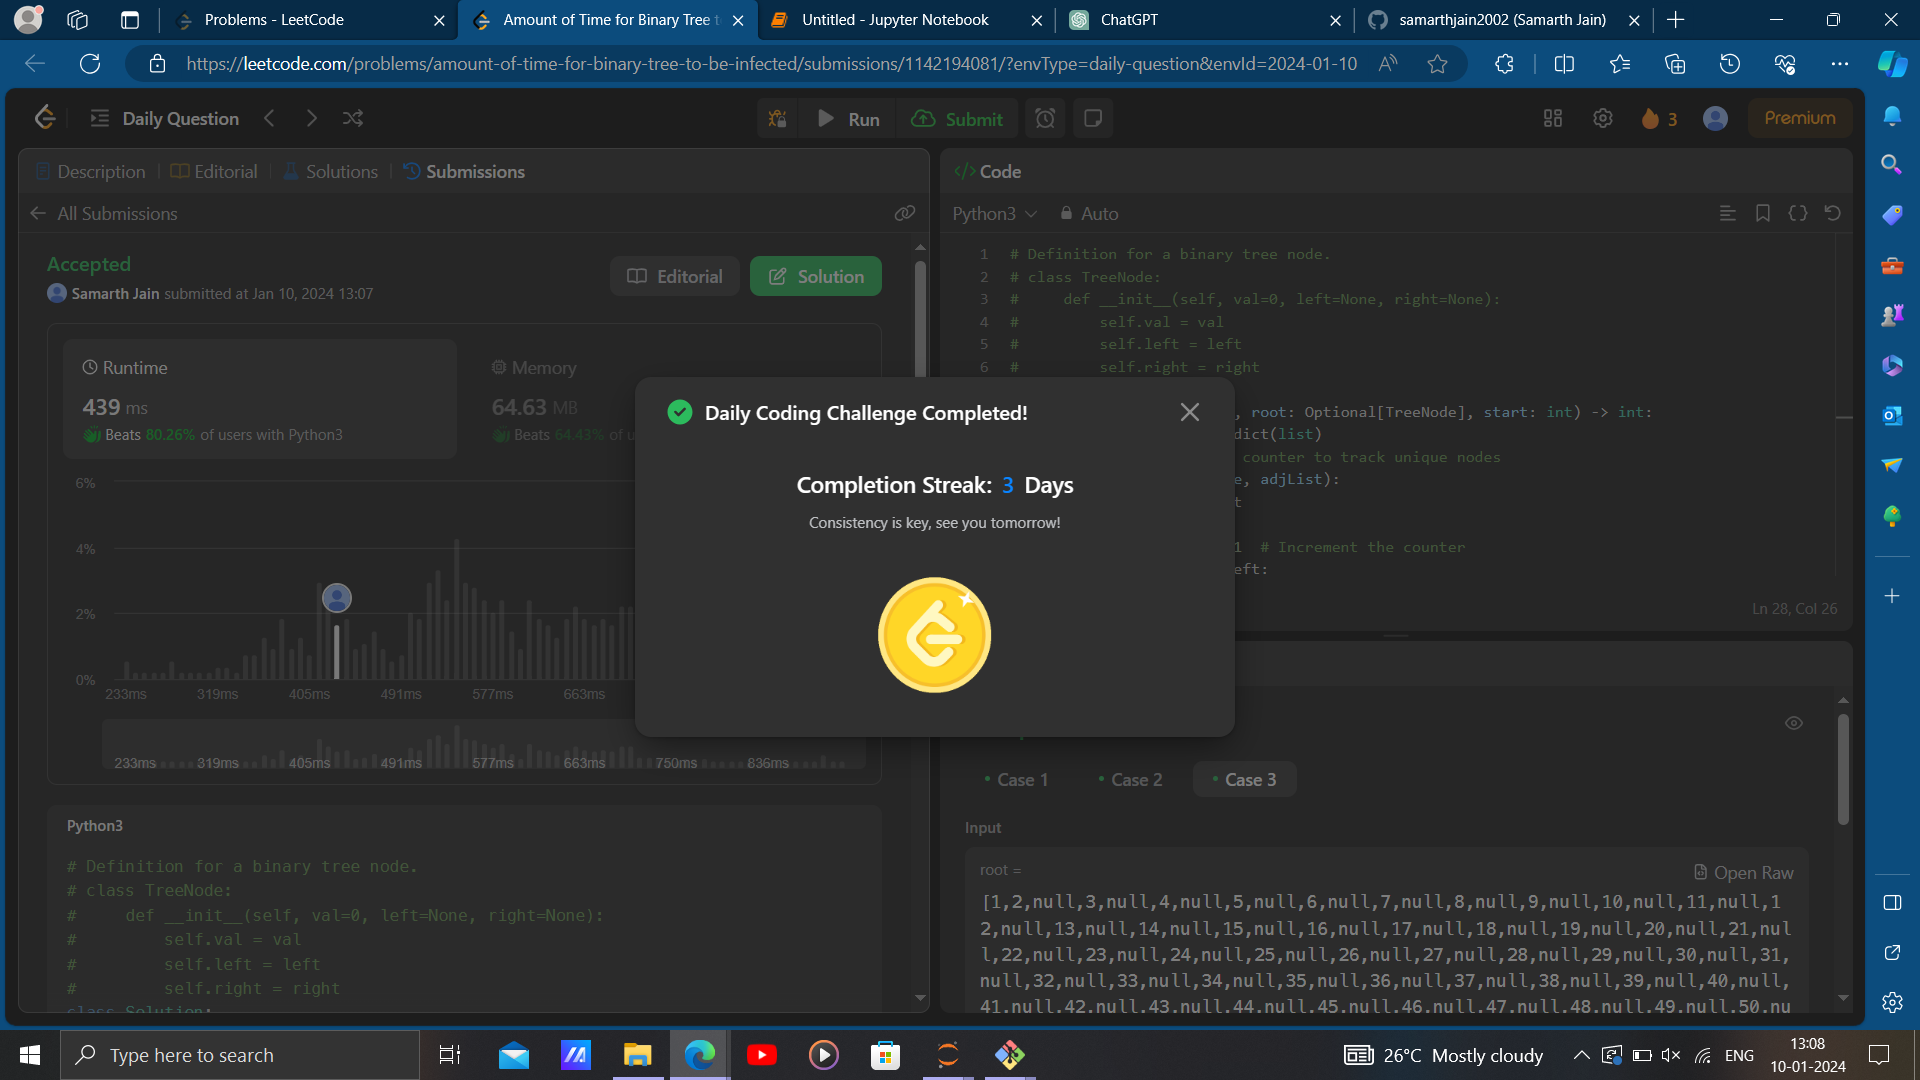 Problems - LeetCode
Amount of Time for Binary Tree t
Untitled - Jupyter Notebook
ChatGPT
samarthjain2002 (Samarth Jain)
https://leetcode.com/problems/amount-of-time-for-binary-tree-to-be-infected/submissions/1142194081/?envType=daily-question&envId=2024-01-10
Daily Question
Run
Submit
3
Premium
Description
Editorial
Solutions
Submissions
All Submissions
Accepted
Samarth Jain submitted at Jan 10, 2024 13:07
Editorial
Solution
Runtime
439 ms
Beats 80.26% of users with Python3
Memory
64.63 MB
Beats 64.43% of u
6%
4%
2%
0%
233ms 319ms 405ms 491ms 577ms 663ms
233ms 319ms 405ms 491ms 577ms 663ms 750ms 836ms
Python3
# Definition for a binary tree node.
# class TreeNode:
#     def __init__(self, val=0, left=None, right=None):
#         self.val = val
#         self.left = left
#         self.right = right
class Solution:
Daily Coding Challenge Completed!
Completion Streak: 3 Days
Consistency is key, see you tomorrow!
</> Code
Python3
Auto
1 # Definition for a binary tree node.
2 # class TreeNode:
3 #     def __init__(self, val=0, left=None, right=None):
4 #         self.val = val
5 #         self.left = left
6 #         self.right = right
, root: Optional[TreeNode], start: int) -> int:
dict(list)
counter to track unique nodes
e, adjList):
t
1  # Increment the counter
eft:
Ln 28, Col 26
Case 1
Case 2
Case 3
Input
root =
Open Raw
[1,2,null,3,null,4,null,5,null,6,null,7,null,8,null,9,null,10,null,11,null,1
2,null,13,null,14,null,15,null,16,null,17,null,18,null,19,null,20,null,21,nul
l,22,null,23,null,24,null,25,null,26,null,27,null,28,null,29,null,30,null,31,
null,32,null,33,null,34,null,35,null,36,null,37,null,38,null,39,null,40,null,
41,null,42,null,43,null,44,null,45,null,46,null,47,null,48,null,49,null,50,nu
Type here to search
26°C Mostly cloudy
ENG
13:08
10-01-2024